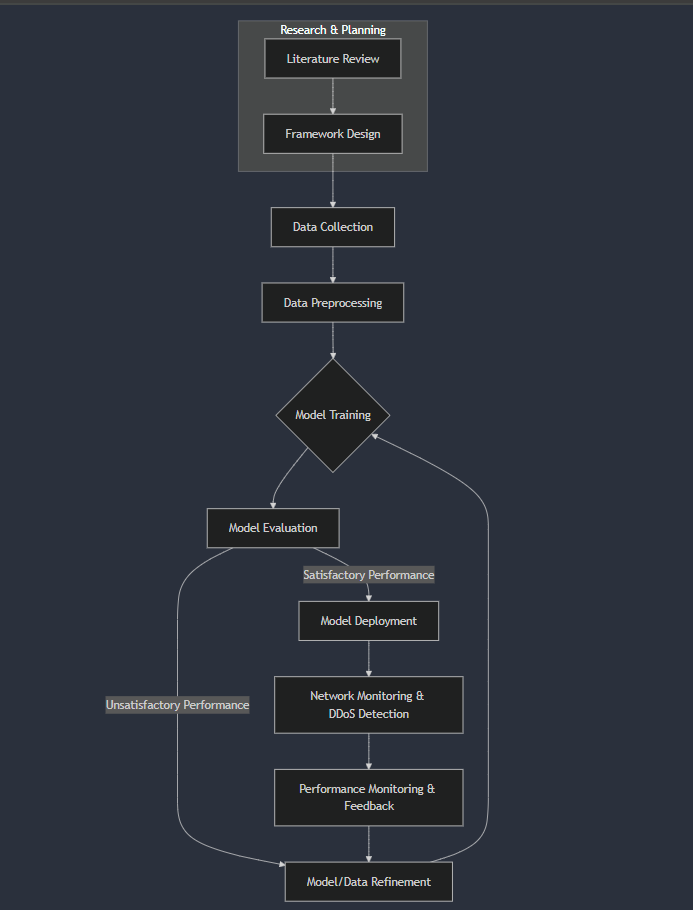 Research & Planning
Literature Review
Framework Design
Data Collection
Data Preprocessing
Model Training
Model Evaluation
Satisfactory Performance
Model Deployment
Network Monitoring &
DDoS Detection
Unsatisfactory Performance
Performance Monitoring &
Feedback
Model/Data Refinement